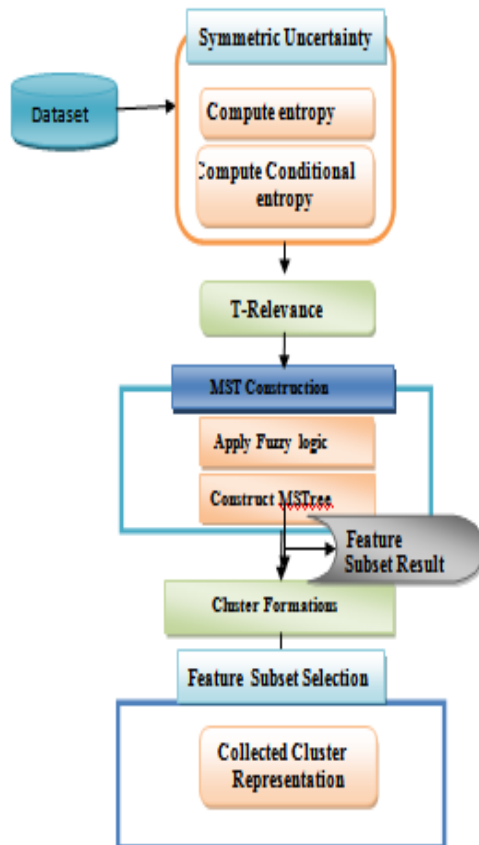 Symmetric Uncertainty
Dataset
Compute entropy
Compute Conditional
entropy
T-Relevance
MST Construction
Apply Fuzzy logic
Construct MSTree
Feature
Subset Result
Cluster Formations
Feature Subset Selection
Collected Cluster
Representation